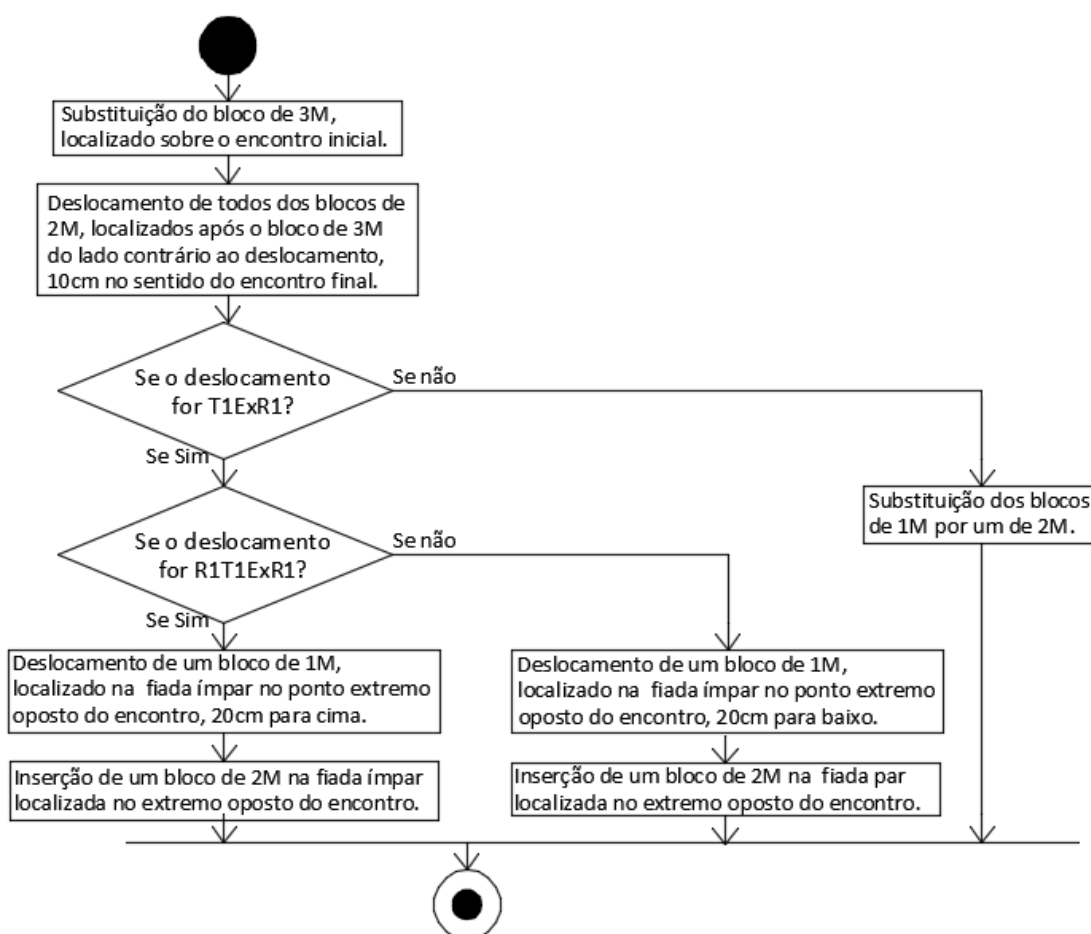 Substituição do bloco de 3M,
localizado sobre o encontro inicial.
Deslocamento de todos dos blocos de
2M, localizados após o bloco de 3M
do lado contrário ao deslocamento,
10cm no sentido do encontro final.
Se o deslocamento
for T1ExR1?
Se não
Se Sim
Substituição dos blocos
de 1M por um de 2M.
Se o deslocamento
for R1T1ExR1?
Se não
Se Sim
Deslocamento de um bloco de 1M,
localizado na fiada ímpar no ponto extremo
oposto do encontro, 20cm para cima.
Deslocamento de um bloco de 1M,
localizado na fiada ímpar no ponto extremo
oposto do encontro, 20cm para baixo.
Inserção de um bloco de 2M na fiada ímpar
localizada no extremo oposto do encontro.
Inserção de um bloco de 2M na fiada par
localizada no extremo oposto do encontro.